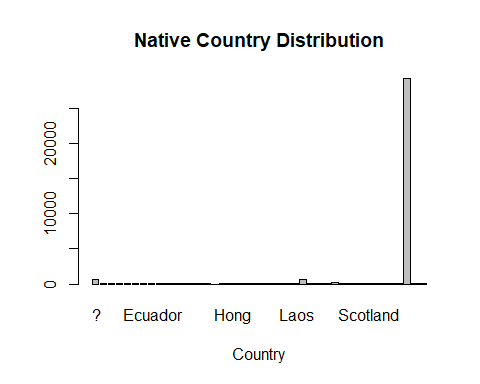 Native Country Distribution
20000
10000
0
? Ecuador Hong Laos Scotland
Country